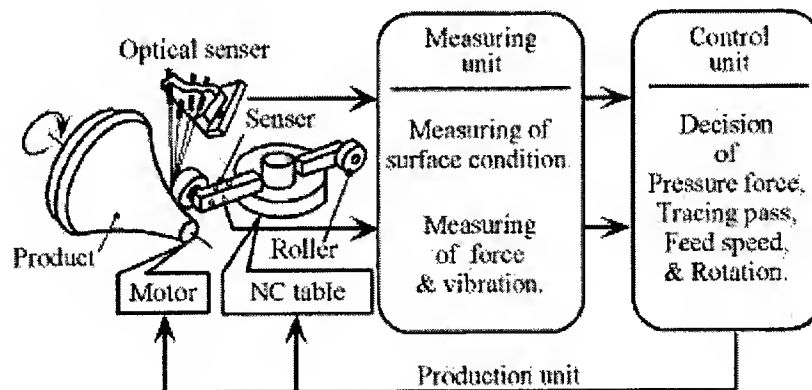 Optical senser
Senser
Product
Roller
Motor
NC table
Measuring
unit
Measuring of
surface condition.
Measuring
of force
& vibration.
Control
unit
Decision
of
Pressure force,
Tracing pass,
Feed speed,
& Rotation.
Production unit